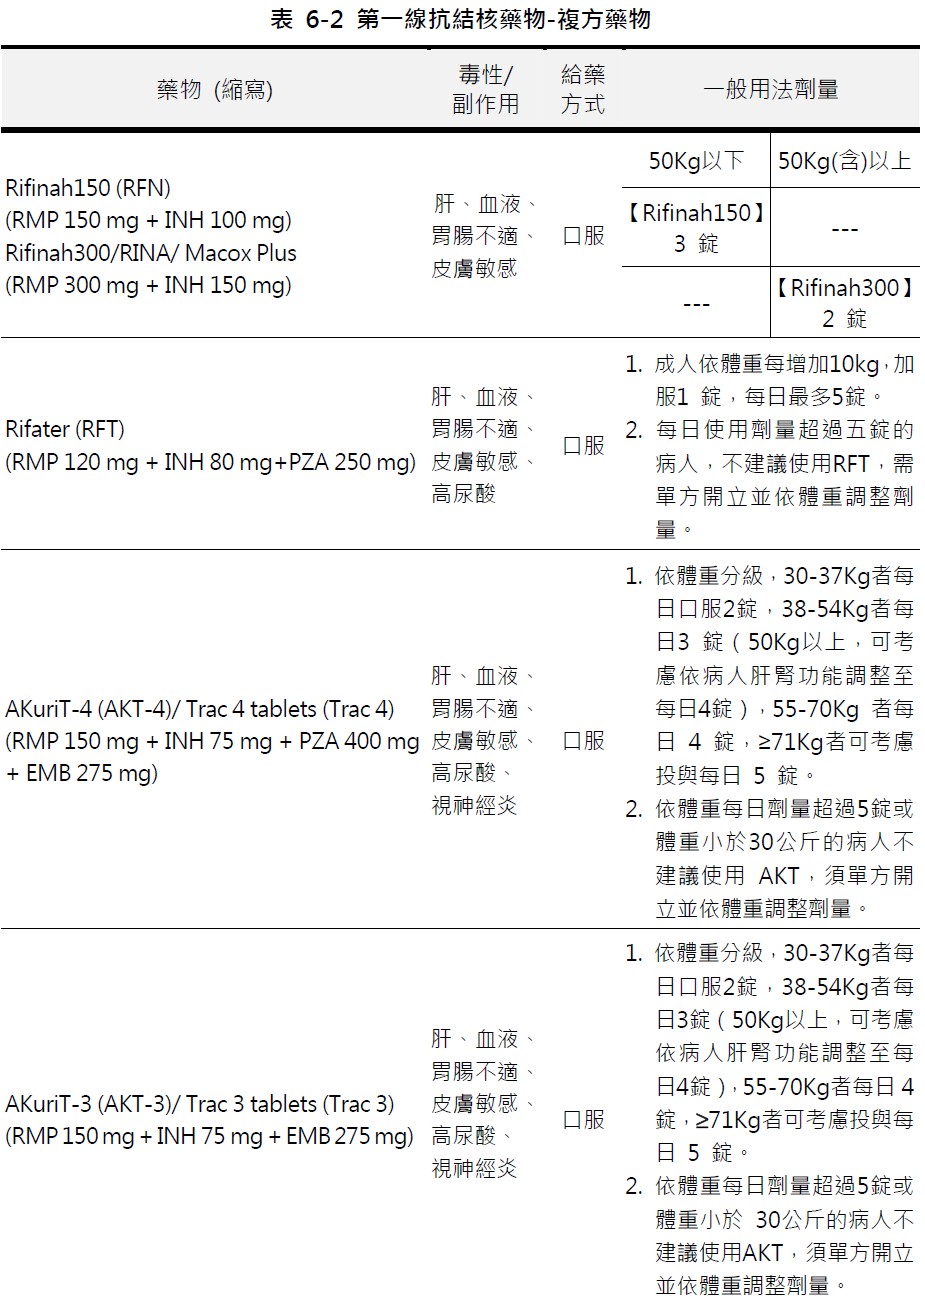 表 6-2 第一線抗結核藥物-複方藥物
藥物 (縮寫)
毒性/
副作用
給藥
方式
一般用法劑量
Rifinah150 (RFN)
(RMP 150 mg + INH 100 mg)
Rifinah300/RINA/ Macox Plus
(RMP 300 mg + INH 150 mg)
肝、血液、
胃腸不適、
皮膚敏感
口服
50Kg以下
50Kg(含)以上
【Rifinah150】
3 錠
---
---
【Rifinah300】
2 錠
Rifater (RFT)
(RMP 120 mg + INH 80 mg+PZA 250 mg)
肝、血液、
胃腸不適、
皮膚敏感、
高尿酸
口服
1. 成人依體重每增加10kg，加
服1 錠，每日最多5錠。
2. 每日使用劑量超過五錠的
病人，不建議使用RFT，需
單方開立並依體重調整劑
量。
AKuriT-4 (AKT-4)/ Trac 4 tablets (Trac 4)
(RMP 150 mg + INH 75 mg + PZA 400 mg
+ EMB 275 mg)
肝、血液、
胃腸不適、
皮膚敏感、
高尿酸、
視神經炎
口服
1. 依體重分級，30-37Kg者每
日口服2錠，38-54Kg者每
日3 錠（50Kg以上，可考
慮依病人肝腎功能調整至
每日4錠），55-70Kg 者每
日 4 錠，≥71Kg者可考慮
投與每日 5 錠。
2. 依體重每日劑量超過5錠或
體重小於30公斤的病人不
建議使用 AKT，須單方開
立並依體重調整劑量。
AKuriT-3 (AKT-3)/ Trac 3 tablets (Trac 3)
(RMP 150 mg + INH 75 mg + EMB 275 mg)
肝、血液、
胃腸不適、
皮膚敏感、
高尿酸、
視神經炎
口服
1. 依體重分級，30-37Kg者每
日口服2錠，38-54Kg者每
日3錠（50Kg以上，可考慮
依病人肝腎功能調整至每
日4錠），55-70Kg者每日 4
錠，≥71Kg者可考慮投與每
日 5 錠。
2. 依體重每日劑量超過5錠或
體重小於 30公斤的病人不
建議使用AKT，須單方開立
並依體重調整劑量。